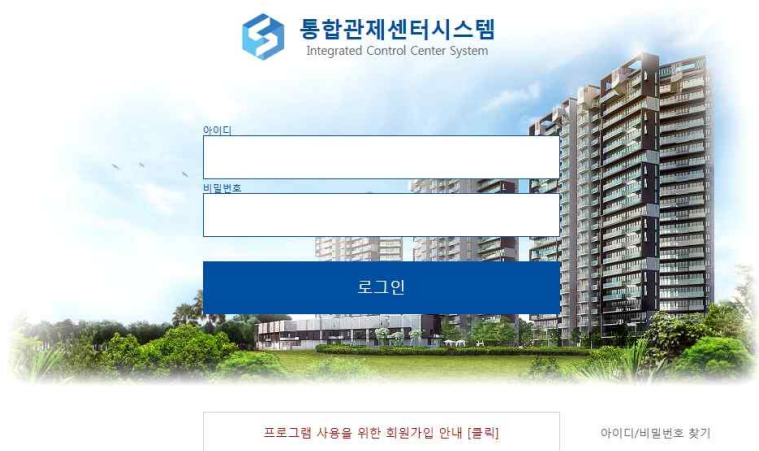 통합관제센터시스템
Integrated Control Center System
아이디
비밀번호
로그인
프로그램 사용을 위한 회원가입 안내 [클릭]
아이디/비밀번호 찾기